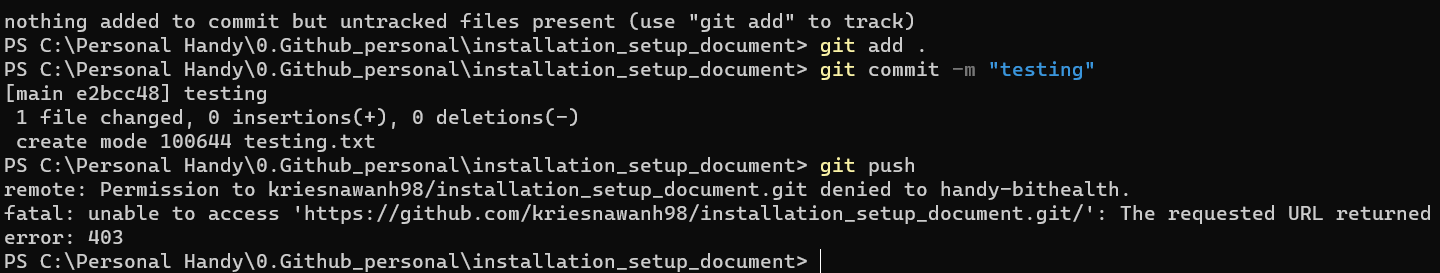 nothing added to commit but untracked files present (use "git add" to track)
PS C:\Personal Handy\0.Github_personal\installation_setup_document> git add .
PS C:\Personal Handy\0.Github_personal\installation_setup_document> git commit -m "testing"
[main e2bcc48] testing
 1 file changed, 0 insertions(+), 0 deletions(-)
 create mode 100644 testing.txt
PS C:\Personal Handy\0.Github_personal\installation_setup_document> git push
remote: Permission to kriesnawanh98/installation_setup_document.git denied to handy-bithealth.
fatal: unable to access 'https://github.com/kriesnawanh98/installation_setup_document.git/': The requested URL returned
error: 403
PS C:\Personal Handy\0.Github_personal\installation_setup_document>